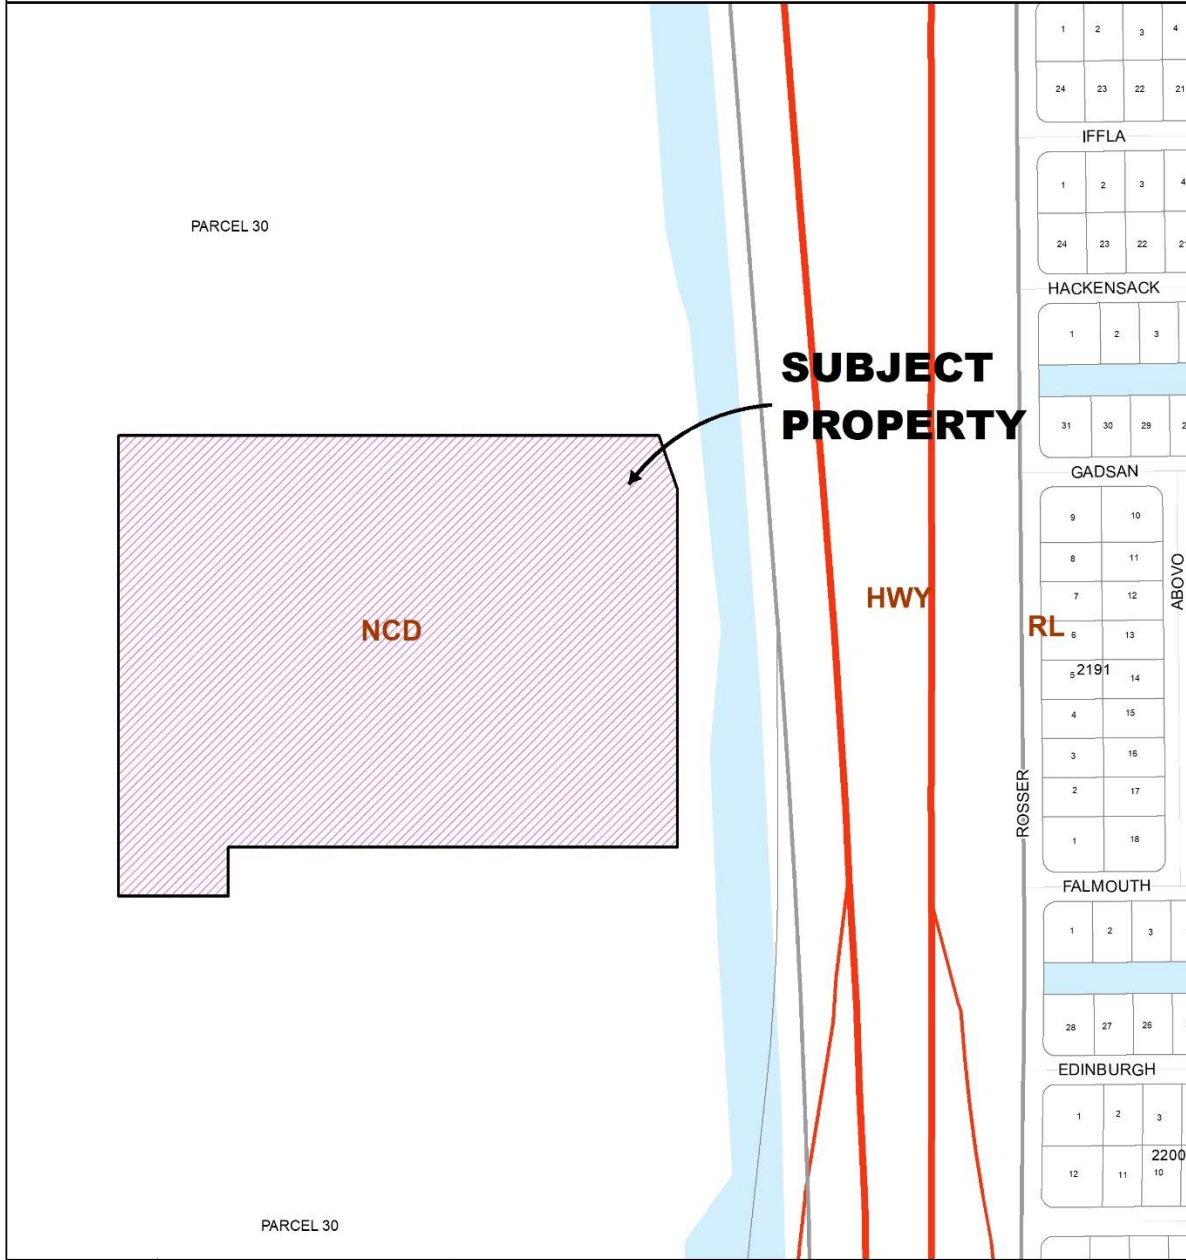 1 2 3 4
24 23 22 21
IFFLA
PARCEL 30
1 2 3 4
24 23 22
HACKENSACK
1 2 3
SUBJECT
PROPERTY
31 30 29
GADSAN
9 10
8 11
ABOVO
HWY
7 12
NCD
RL
6 13
5 2191 14
4 15
3 16
2 17
ROSSER
1 18
FALMOUTH
1 2 3
28 27 26
EDINBURGH
1 2 3
2200
12 11 10
PARCEL 30